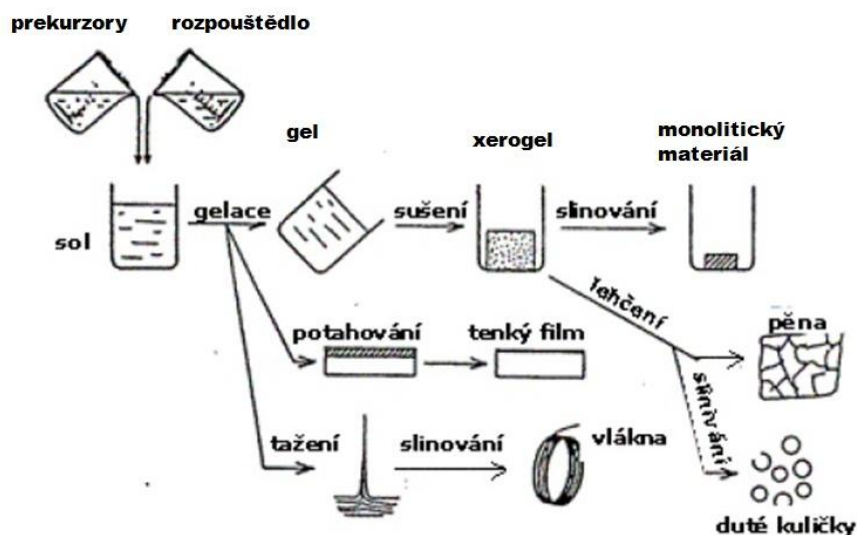 prekurzory
rozpouštědlo
gel
xerogel
monolitický
materiál
sol
gelace
sušení
slinování
lehčení
potahování
tenký film
pěna
slinivání
tažení
slinování
vlákna
duté kuličky